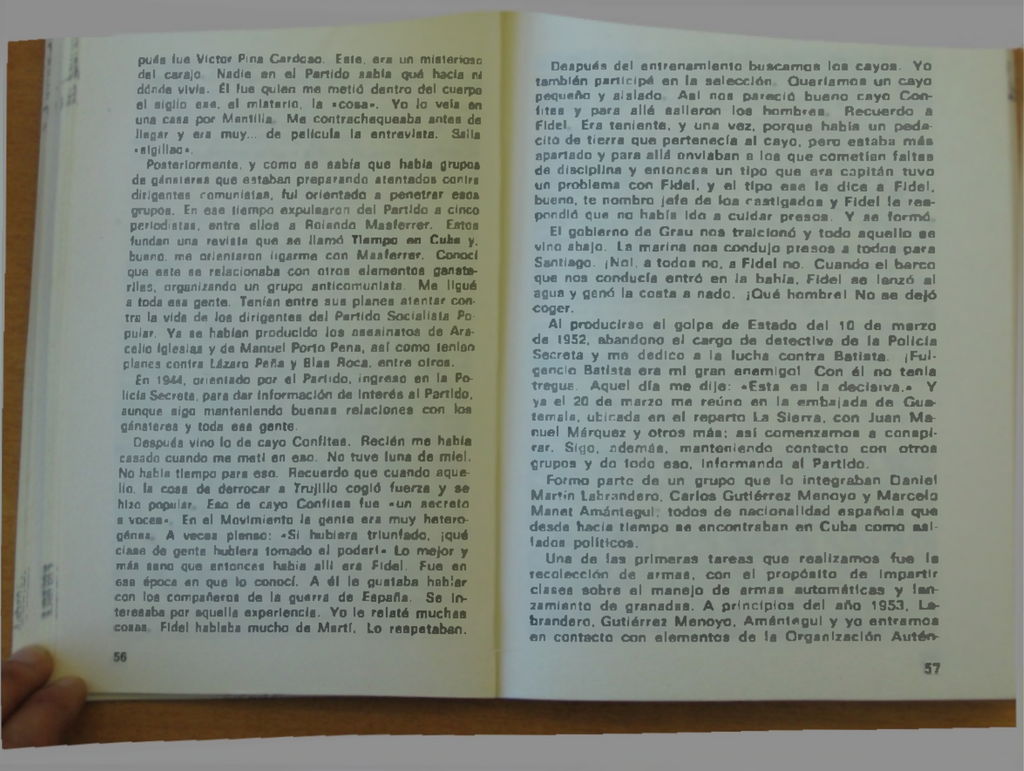 pués fue Víctor Pina Cardoso. Este, era un misterioso
del carajo. Nadie en el Partido sabía qué hacía ni
dónde vivía. Él fue quien me metió dentro del cuerpo
el sigilo ese, el misterio, la «cosa». Yo lo veía en
una casa por Mantilla. Me contrachequeaba antes de
llegar y era muy... de película la entrevista. Salía
«sigillao».
Posteriormente, y como se sabía que había grupos
de gánsteres que estaban preparando atentados contra
dirigentes comunistas, fui orientado a penetrar esos
grupos. En ese tiempo expulsaron del Partido a cinco
periodistas, entre ellos a Rolando Masferrer. Estos
fundan una revista que se llamó Tiempo en Cuba y,
bueno, me orientaron ligarme con Masferrer. Conocí
que este se relacionaba con otros elementos ganste-
riles, organizando un grupo anticomunista. Me ligué
a toda esa gente. Tenían entre sus planes atentar con-
tra la vida de los dirigentes del Partido Socialista Po-
pular. Ya se habían producido los asesinatos de Ara-
celio Iglesias y de Manuel Porto Pena, así como tenían
planes contra Lázaro Peña y Blas Roca, entre otros.
En 1944, orientado por el Partido, ingreso en la Po-
licía Secreta, para dar información de interés al Partido,
aunque sigo manteniendo buenas relaciones con los
gánsteres y toda esa gente.
Después vino lo de cayo Confites. Recién me había
casado cuando me metí en eso. No tuve luna de miel.
No había tiempo para eso. Recuerdo que cuando aque-
llo, la cosa de derrocar a Trujillo cogió fuerza y se
hizo popular. Eso de cayo Confites fue «un secreto
a voces». En el Movimiento la gente era muy hetero-
génea. A veces pienso: «Si hubiera triunfado, ¡qué
clase de gente hubiera tomado el poder!» Lo mejor y
más sano que entonces había allí era Fidel. Fue en
esa época en que lo conocí. A él le gustaba hablar
con los compañeros de la guerra de España. Se in-
teresaba por aquella experiencia. Yo le relaté muchas
cosas. Fidel hablaba mucho de Martí. Lo respetaban.
56
Después del entrenamiento buscamos los cayos. Yo
también participé en la selección. Queríamos un cayo
pequeño y aislado. Así nos pareció bueno cayo Con-
fites y para allá salieron los hombres. Recuerdo a
Fidel. Era teniente, y una vez, porque había un peda-
cito de tierra que pertenecía al cayo, pero estaba más
apartado y para allá enviaban a los que cometían faltas
de disciplina y entonces un tipo que era capitán tuvo
un problema con Fidel, y el tipo ese le dice a Fidel,
bueno, te nombro jefe de los castigados y Fidel le res-
pondió que no había ido a cuidar presos. Y se formó.
El gobierno de Grau nos traicionó y todo aquello se
vino abajo. La marina nos condujo presos a todos para
Santiago. ¡No!, a todos no, a Fidel no. Cuando el barco
que nos conducía entró en la bahía, Fidel se lanzó al
agua y ganó la costa a nado. ¡Qué hombre! No se dejó
coger.
Al producirse el golpe de Estado del 10 de marzo
de 1952, abandono el cargo de detective de la Policía
Secreta y me dedico a la lucha contra Batista. ¡Ful-
gencio Batista era mi gran enemigo! Con él no tenía
tregua. Aquel día me dije: «Esta es la decisiva.» Y
ya el 20 de marzo me reúno en la embajada de Gua-
temala, ubicada en el reparto La Sierra, con Juan Ma-
nuel Márquez y otros más; así comenzamos a conspi-
rar. Sigo, además, manteniendo contacto con otros
grupos y de todo eso, informando al Partido.
Formo parte de un grupo que lo integraban Daniel
Martín Labrandero, Carlos Gutiérrez Menoyo y Marcelo
Manet Amántegui; todos de nacionalidad española que
desde hacía tiempo se encontraban en Cuba como asi-
lados políticos.
Una de las primeras tareas que realizamos fue la
recolección de armas, con el propósito de impartir
clases sobre el manejo de armas automáticas y lan-
zamiento de granadas. A principios del año 1953, La-
brandero, Gutiérrez Menoyo, Amántegui y yo entramos
en contacto con elementos de la Organización Autén-
57